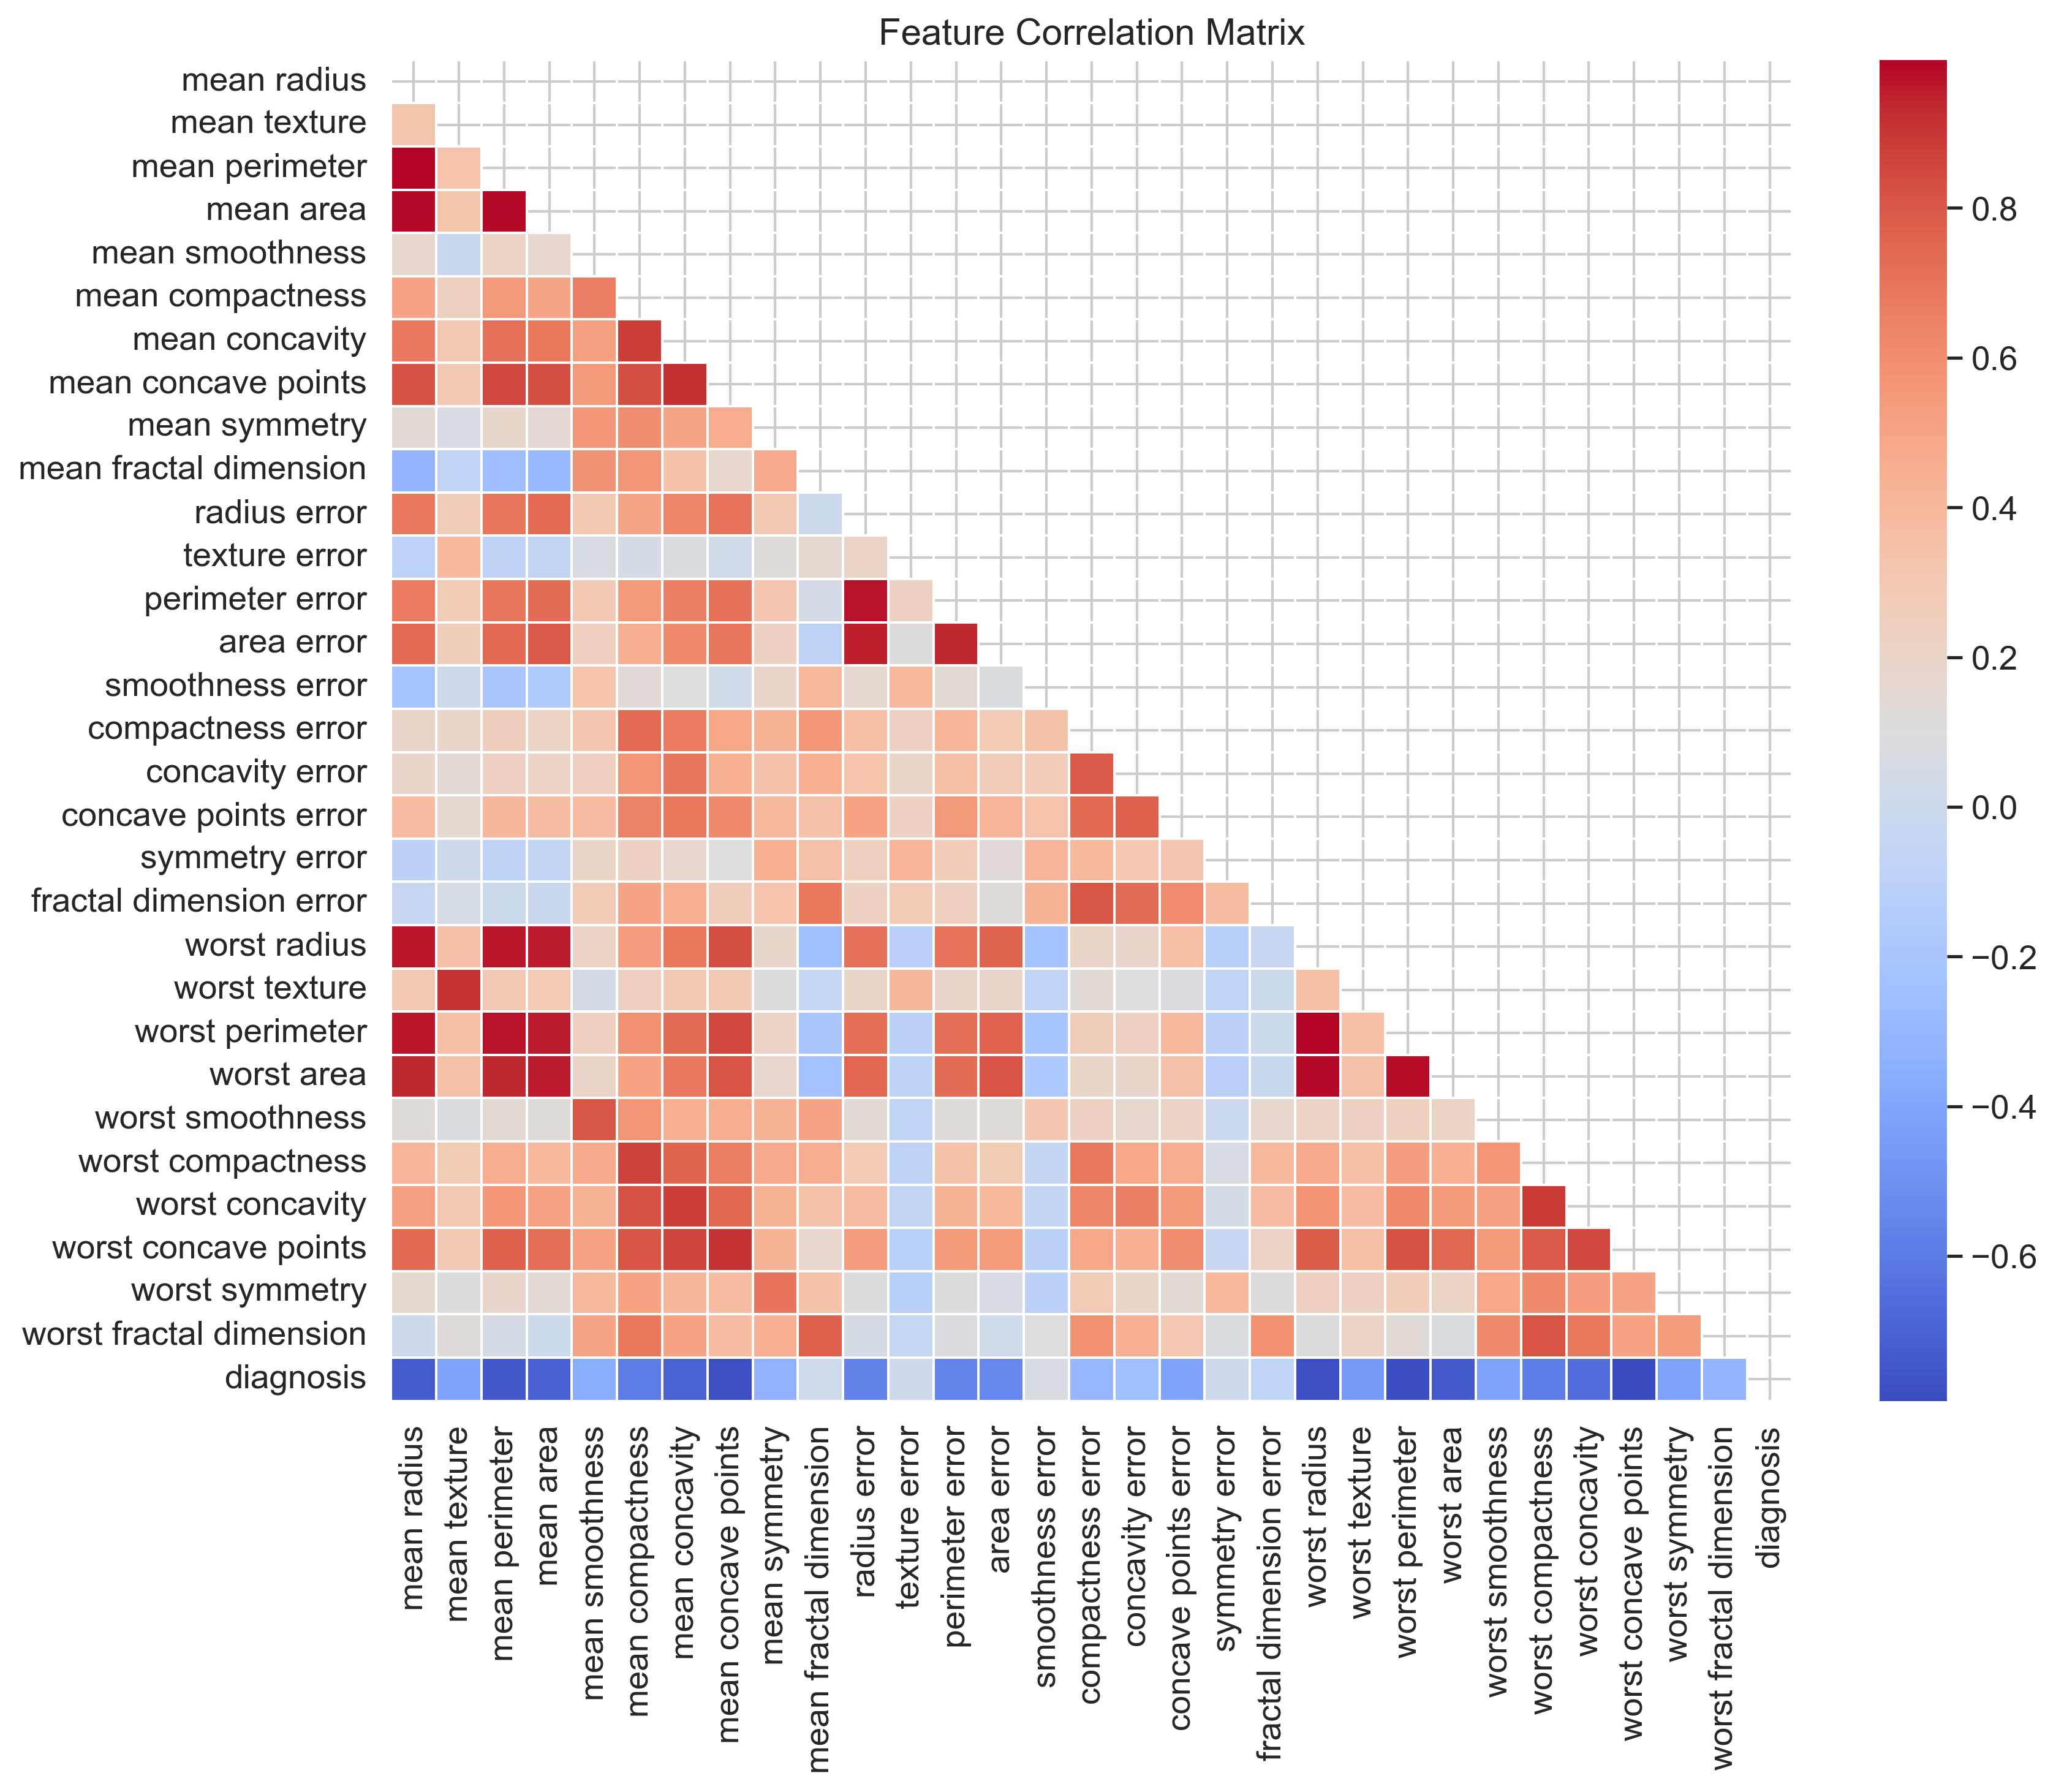 Feature Correlation Matrix
mean radius
mean texture
mean perimeter
mean area
mean smoothness
mean compactness
mean concavity
mean concave points
mean symmetry
mean fractal dimension
radius error
texture error
perimeter error
area error
smoothness error
compactness error
concavity error
concave points error
symmetry error
fractal dimension error
worst radius
worst texture
worst perimeter
worst area
worst smoothness
worst compactness
worst concavity
worst concave points
worst symmetry
worst fractal dimension
diagnosis
mean radius
mean texture
mean perimeter
mean area
mean smoothness
mean compactness
mean concavity
mean concave points
mean symmetry
mean fractal dimension
radius error
texture error
perimeter error
area error
smoothness error
compactness error
concavity error
concave points error
symmetry error
fractal dimension error
worst radius
worst texture
worst perimeter
worst area
worst smoothness
worst compactness
worst concavity
worst concave points
worst symmetry
worst fractal dimension
diagnosis
0.8
0.6
0.4
0.2
0.0
−0.2
−0.4
−0.6